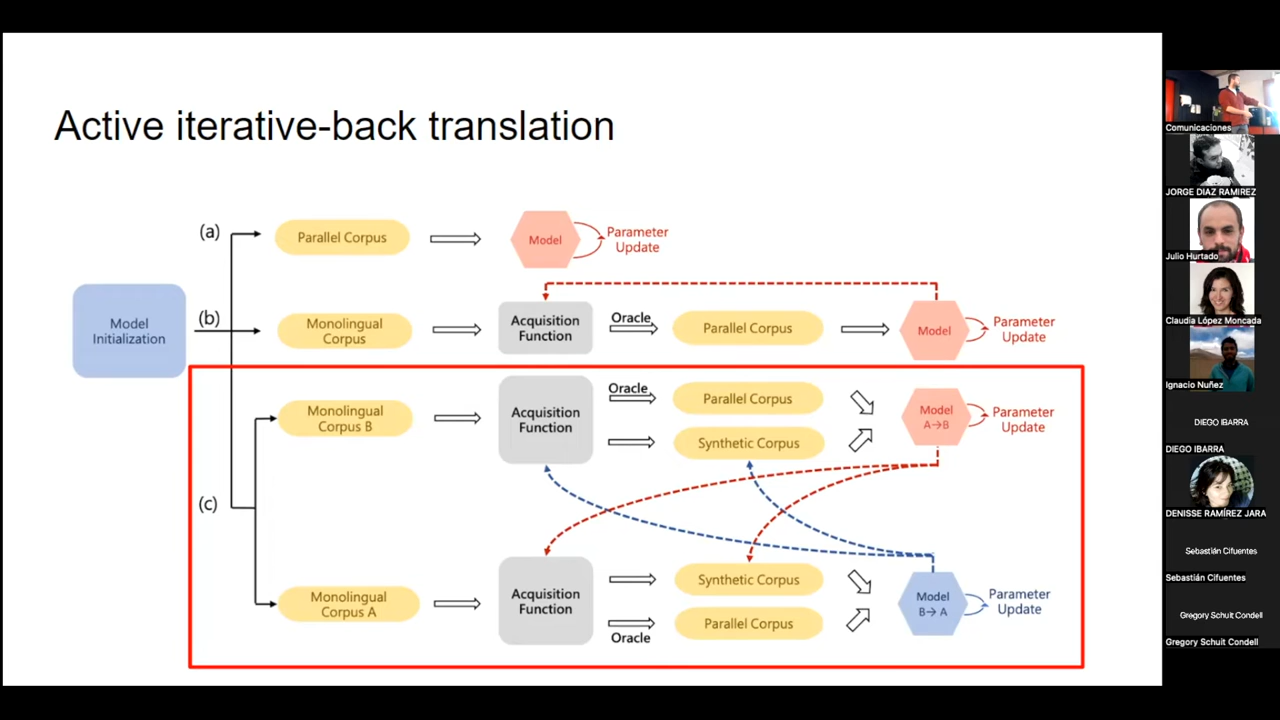 Active iterative-back translation
(a)
Parallel Corpus
Model
Parameter
Update
Model
Initialization
(b)
Monolingual
Corpus
Acquisition
Function
Oracle
Parallel Corpus
Model
Parameter
Update
(c)
Monolingual
Corpus B
Acquisition
Function
Oracle
Parallel Corpus
Synthetic Corpus
Model
A→B
Parameter
Update
Monolingual
Corpus A
Acquisition
Function
Synthetic Corpus
Parallel Corpus
Oracle
Model
B→ A
Parameter
Update
Comunicaciones
JORGE DIAZ RAMIREZ
Julio Hurtado
Claudia López Moncada
Ignacio Nuñez
DIEGO IBARRA
DIEGO IBARRA
DENISSE RAMÍREZ JARA
Sebastián Cifuentes
Sebastián Cifuentes
Gregory Schuit Condell
Gregory Schuit Condell